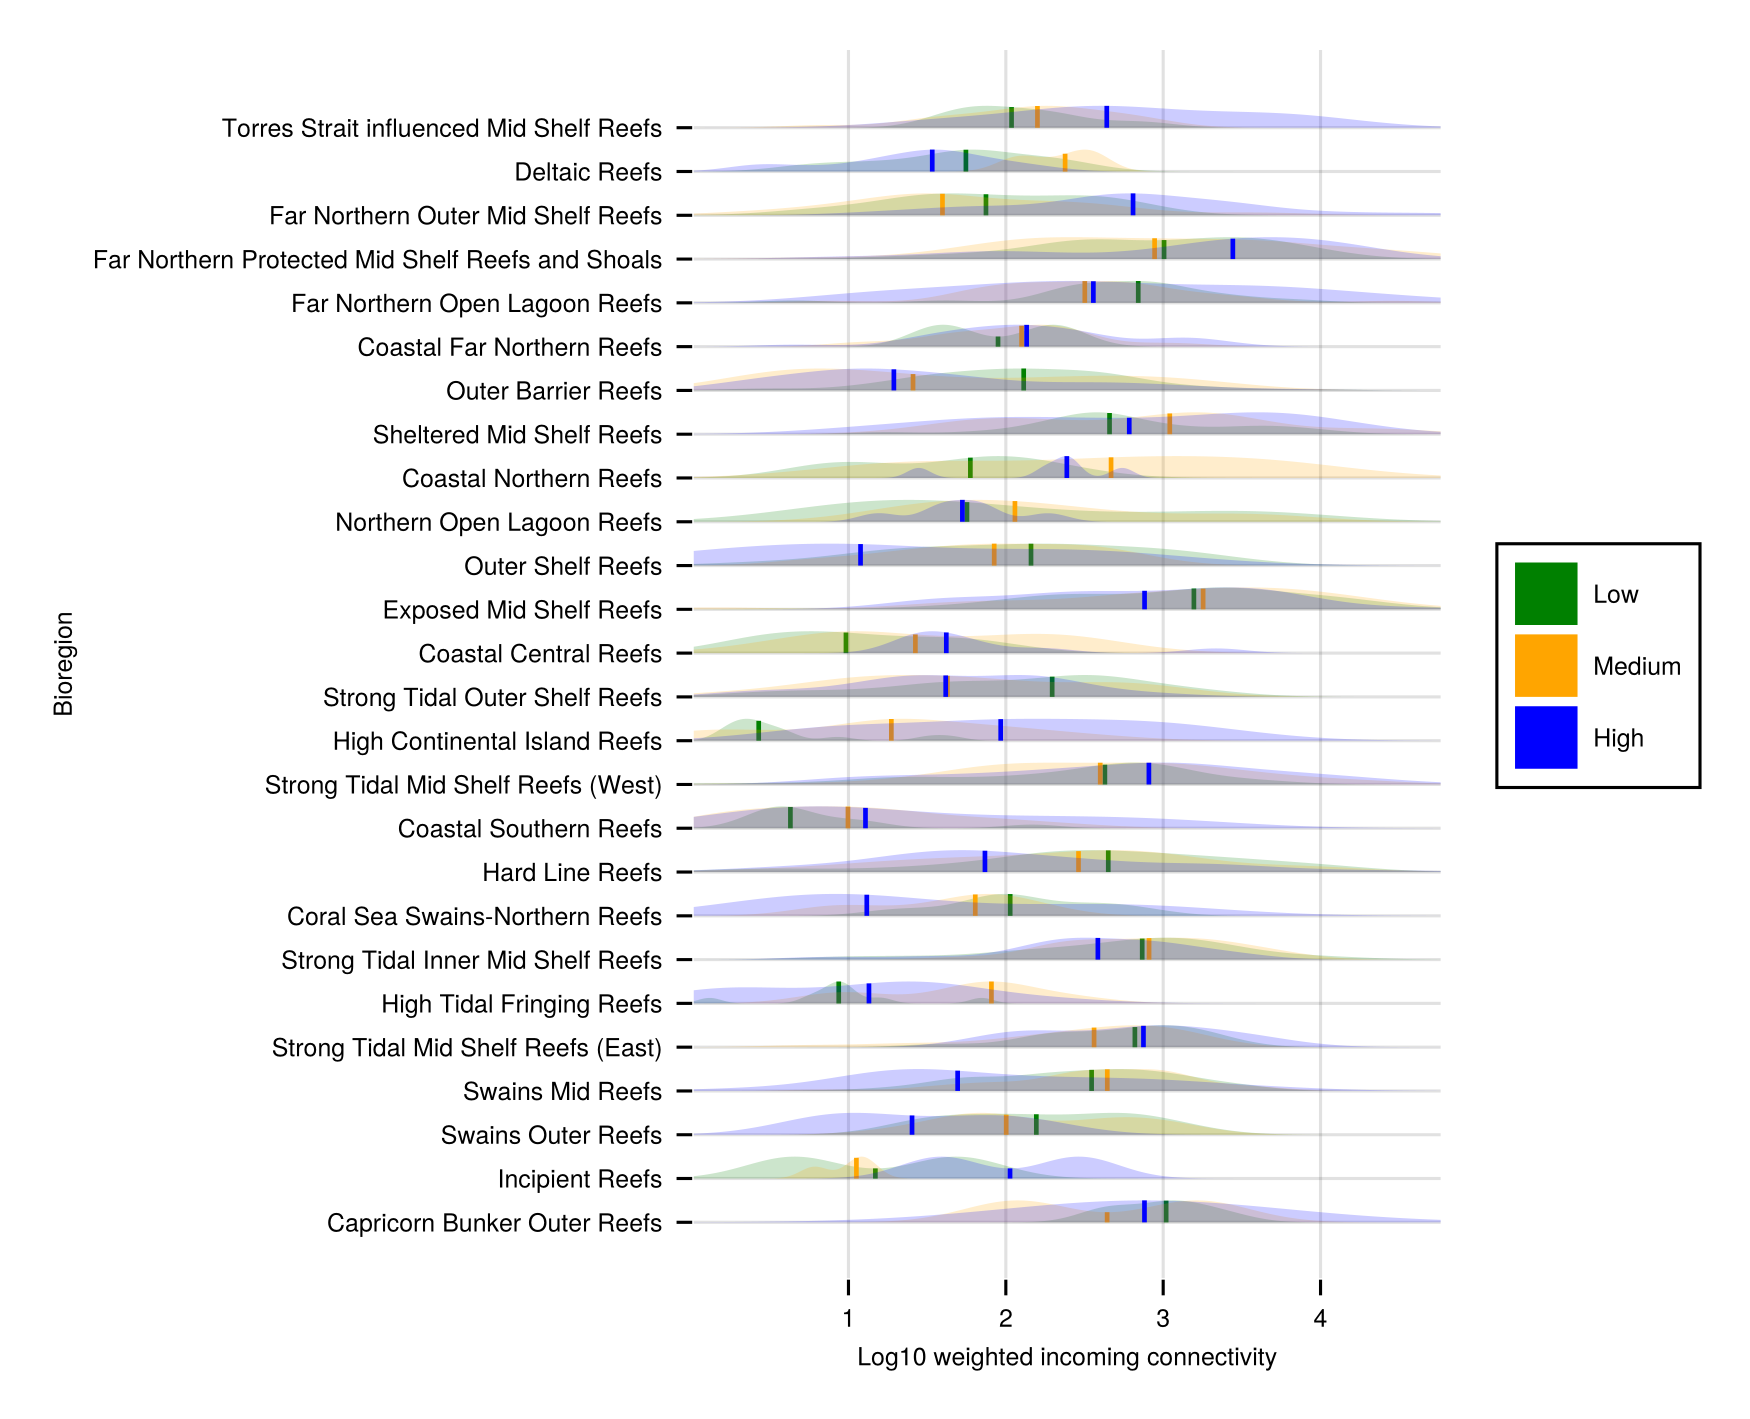 Torres Strait influenced Mid Shelf Reefs
Deltaic Reefs
Far Northern Outer Mid Shelf Reefs
Far Northern Protected Mid Shelf Reefs and Shoals
Far Northern Open Lagoon Reefs
Coastal Far Northern Reefs
Outer Barrier Reefs
Sheltered Mid Shelf Reefs
Coastal Northern Reefs
Northern Open Lagoon Reefs
Outer Shelf Reefs
Exposed Mid Shelf Reefs
Coastal Central Reefs
Strong Tidal Outer Shelf Reefs
High Continental Island Reefs
Strong Tidal Mid Shelf Reefs (West)
Coastal Southern Reefs
Hard Line Reefs
Coral Sea Swains-Northern Reefs
Strong Tidal Inner Mid Shelf Reefs
High Tidal Fringing Reefs
Strong Tidal Mid Shelf Reefs (East)
Swains Mid Reefs
Swains Outer Reefs
Incipient Reefs
Capricorn Bunker Outer Reefs
Bioregion
1 2 3 4
Log10 weighted incoming connectivity
Low
Medium
High